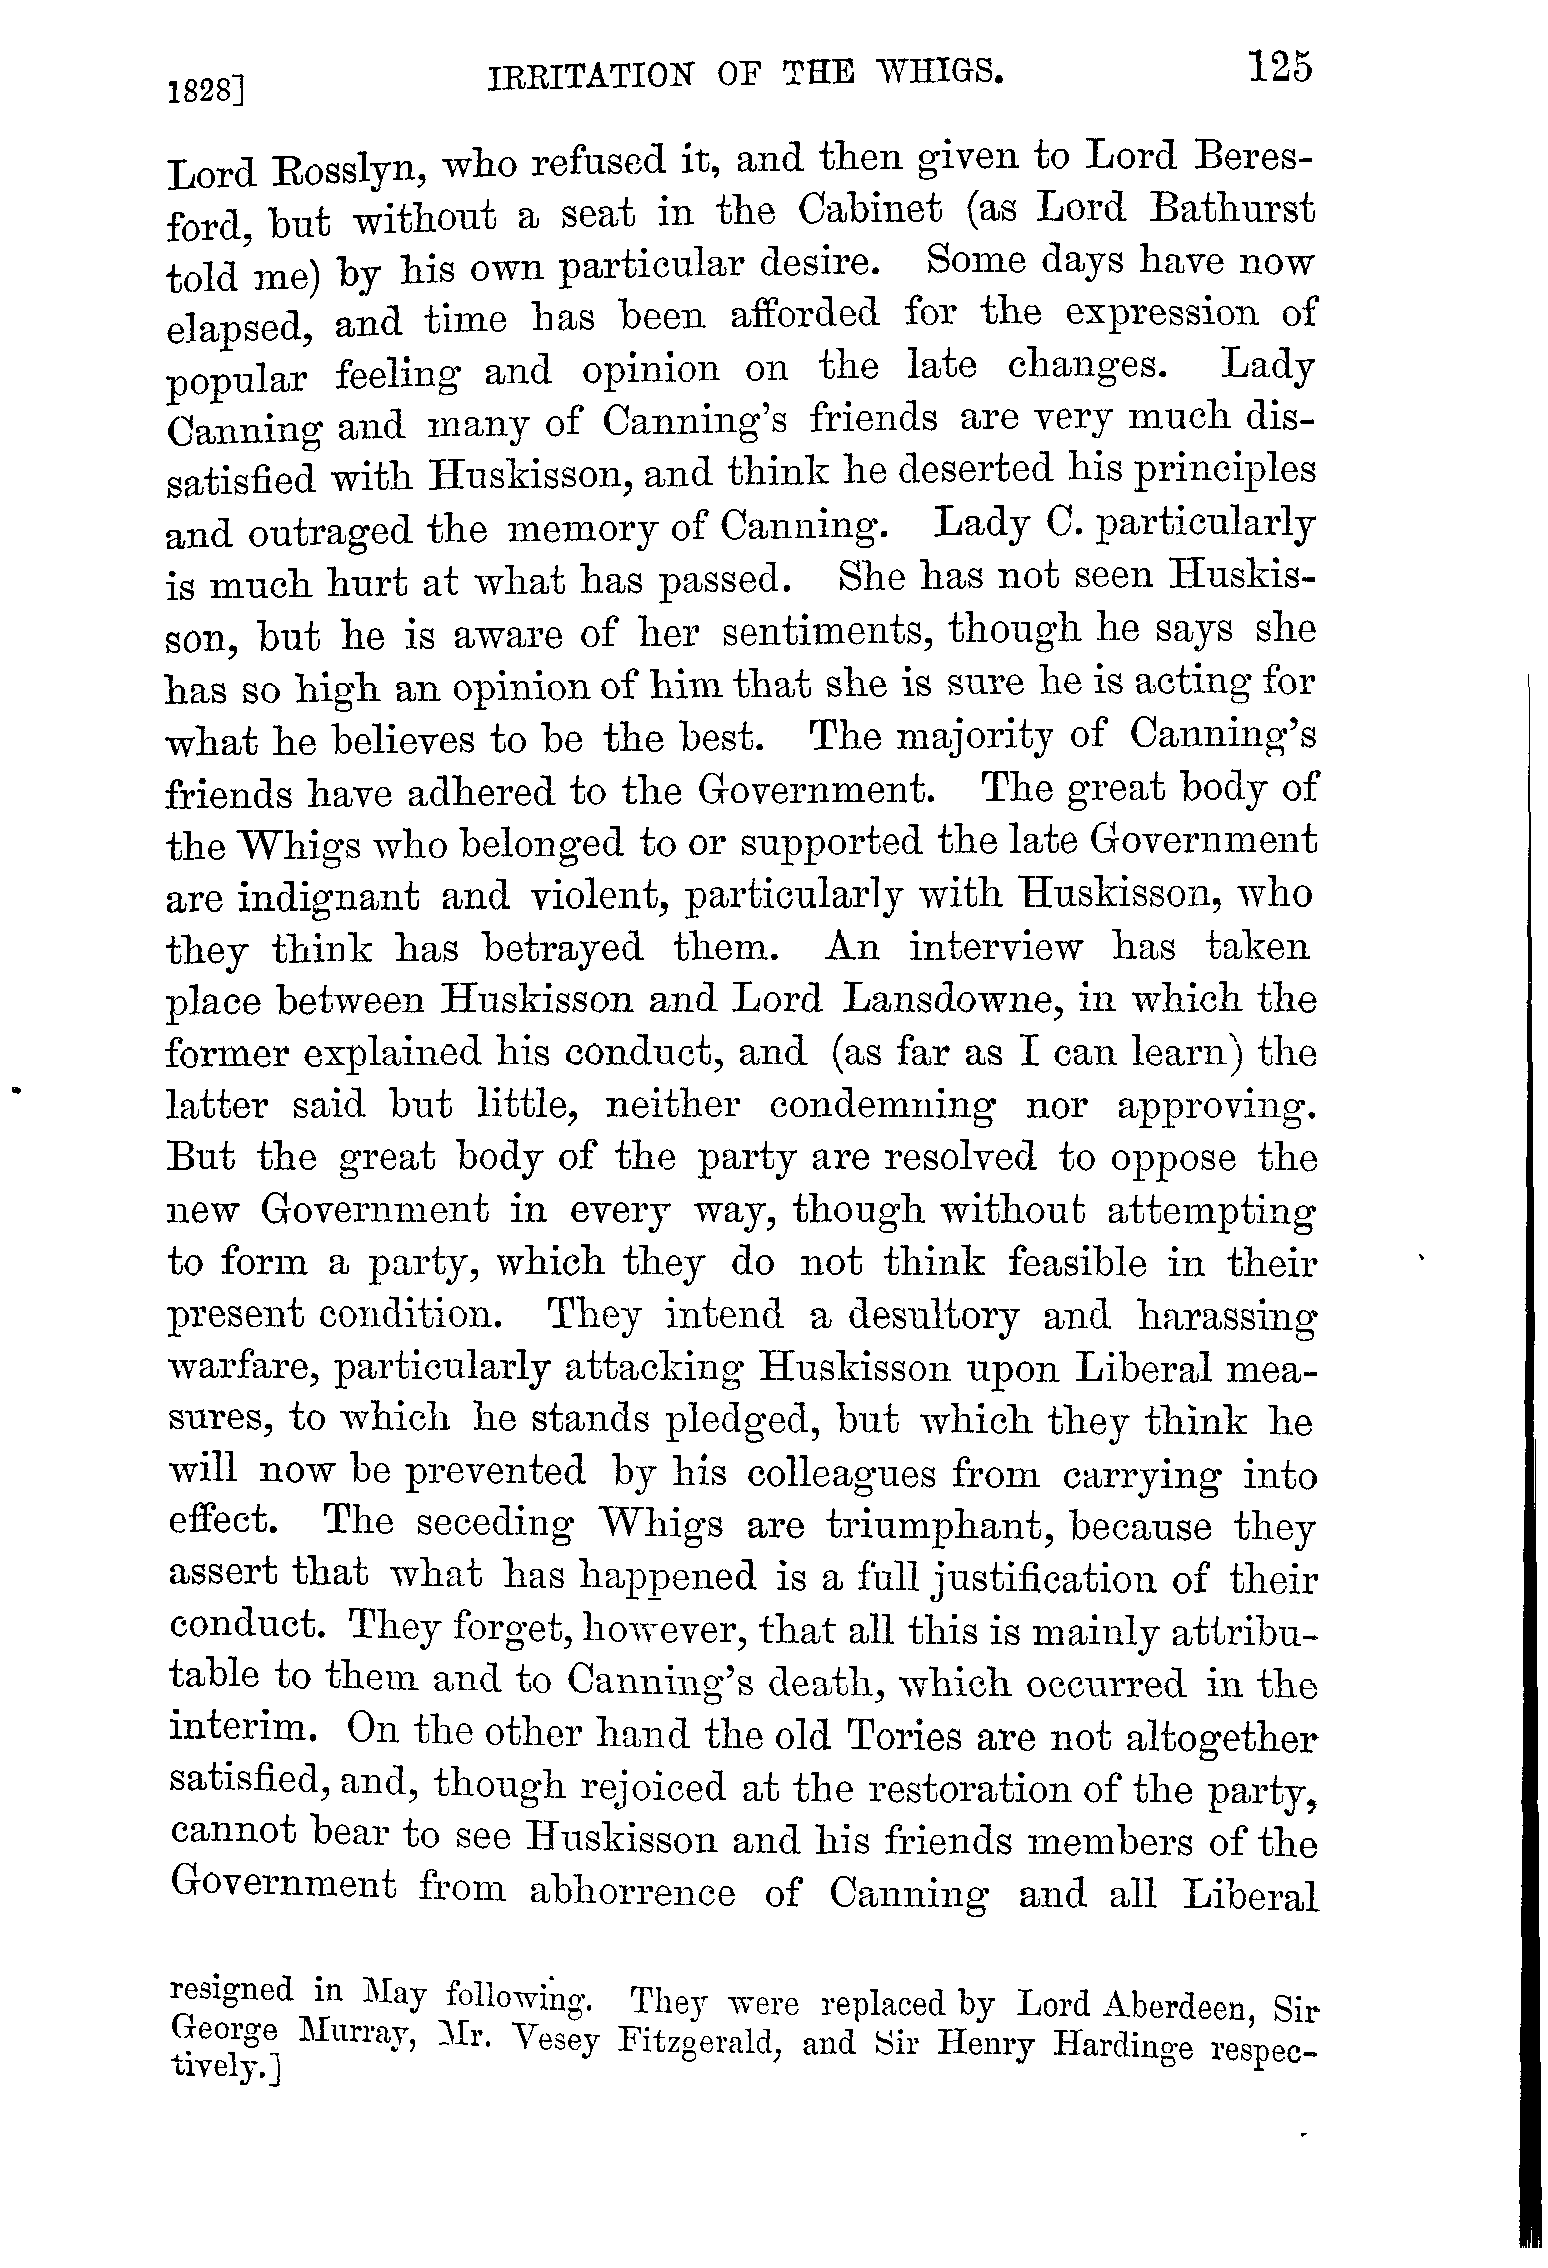 1828] IRRITATION OF THE WHIGS. 125
Lord Rosslyn, who refused it, and then given to Lord Beres-
ford, but without a seat in the Cabinet (as Lord Bathurst
told me) by his own particular desire. Some days have now
elapsed, and time has been afforded for the expression of
popular feeling and opinion on the late changes. Lady
Canning and many of Canning's friends are very much dis-
satisfied with Huskisson, and think he deserted his principles
and outraged the memory of Canning. Lady C. particularly
is much hurt at what has passed. She has not seen Huskis-
son, but he is aware of her sentiments, though he says she
has so high an opinion of him that she is sure he is acting for
what he believes to be the best. The majority of Canning's
friends have adhered to the Government. The great body of
the Whigs who belonged to or supported the late Government
are indignant and violent, particularly with Huskisson, who
they think has betrayed them. An interview has taken
place between Huskisson and Lord Lansdowne, in which the
former explained his conduct, and (as far as I can learn) the
latter said but little, neither condemning nor approving.
But the great body of the party are resolved to oppose the
new Government in every way, though without attempting
to form a party, which they do not think feasible in their
present condition. They intend a desultory and harassing
warfare, particularly attacking Huskisson upon Liberal mea-
sures, to which he stands pledged, but which they think he
will now be prevented by his colleagues from carrying into
effect. The seceding Whigs are triumphant, because they
assert that what has happened is a full justification of their
conduct. They forget, however, that all this is mainly attribu-
table to them and to Canning's death, which occurred in the
interim. On the other hand the old Tories are not altogether
satisfied, and, though rejoiced at the restoration of the party,
cannot bear to see Huskisson and his friends members of the
Government from abhorrence of Canning and all Liberal
resigned in May following. They were replaced by Lord Aberdeen, Sir
George Murray, Mr. Vesey Fitzgerald, and Sir Henry Hardinge respec-
tively.]